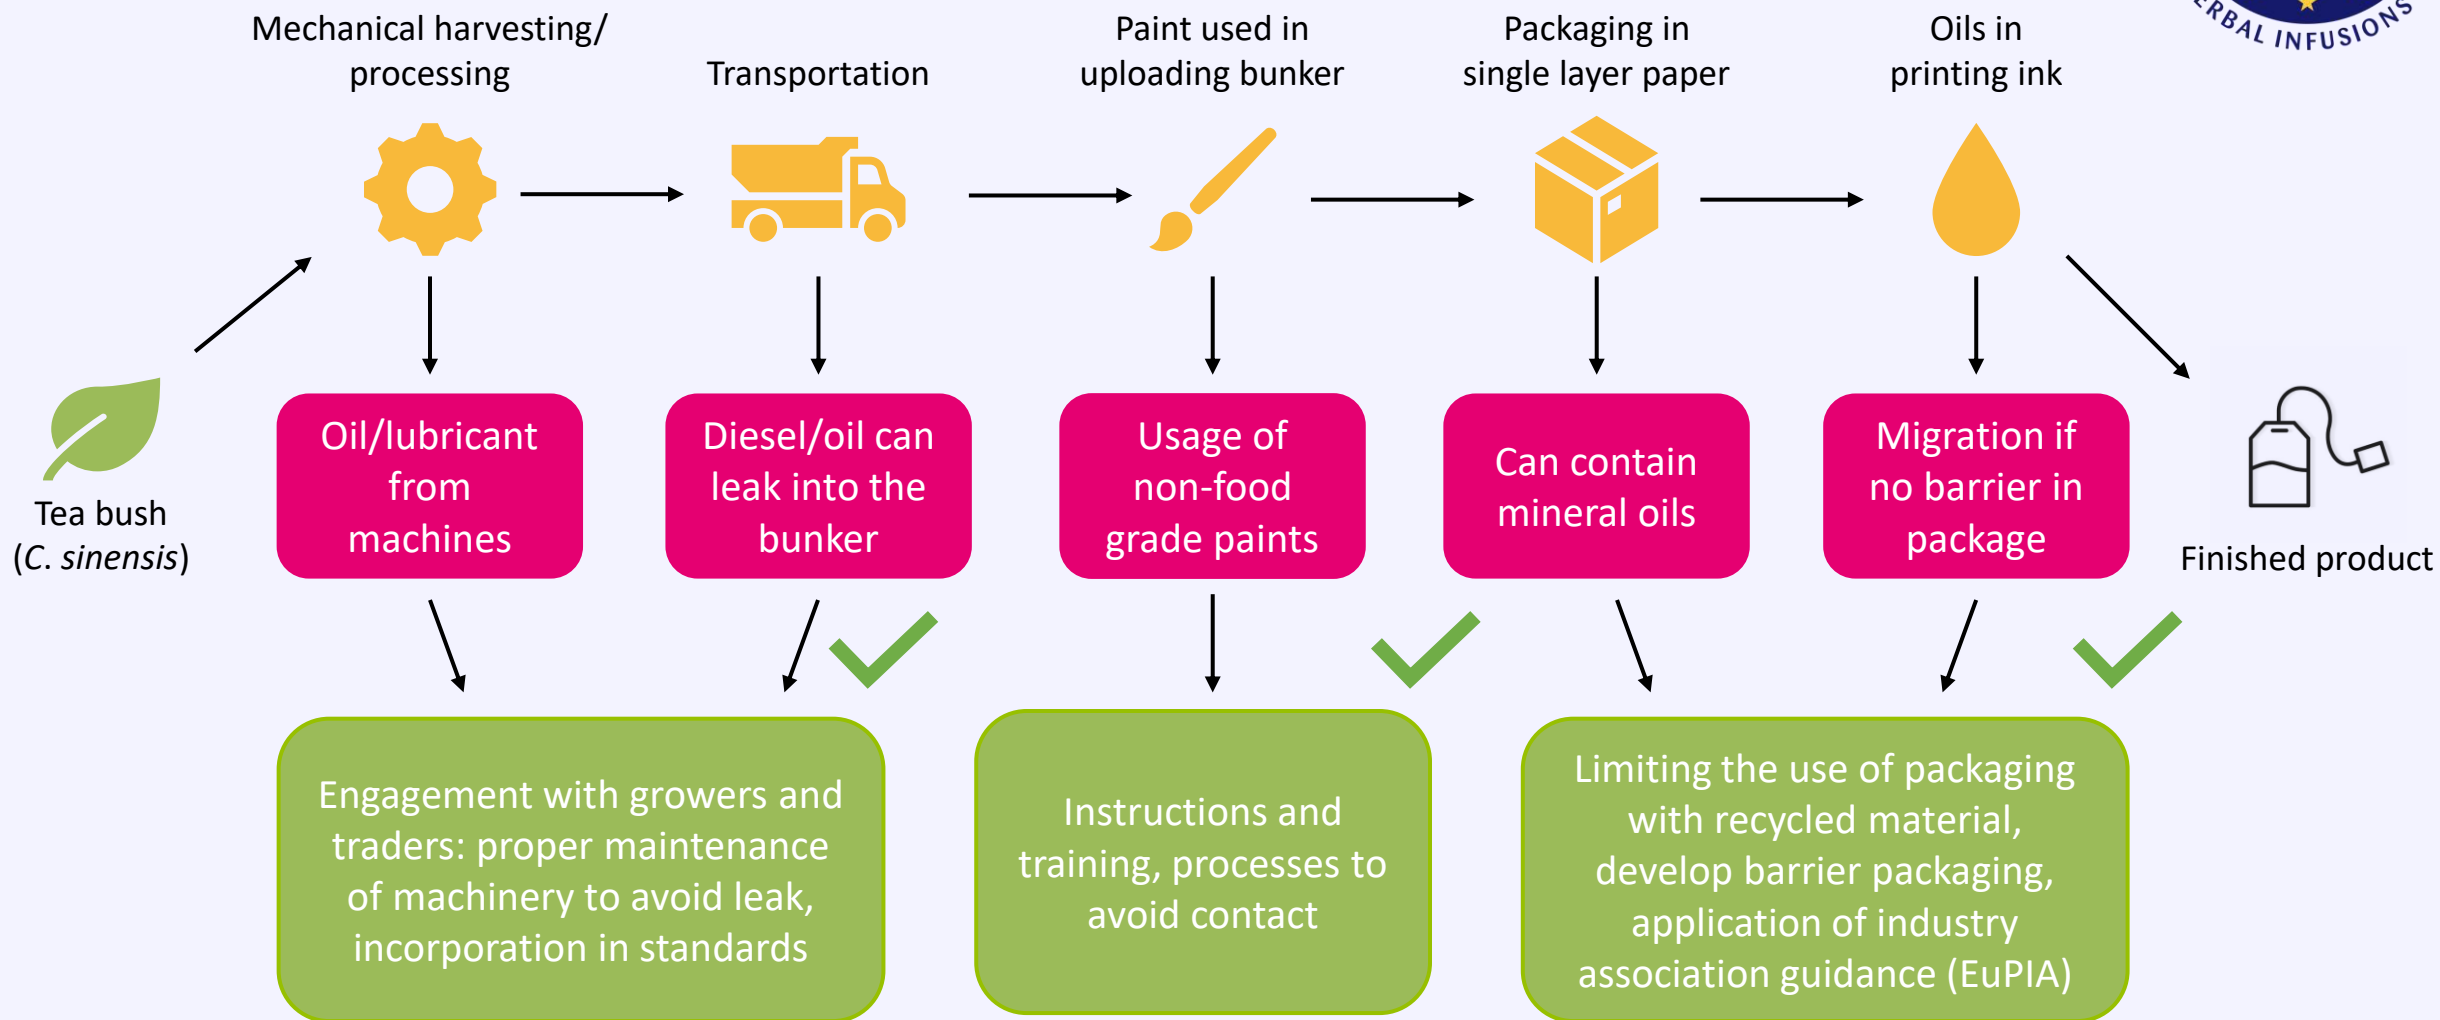 Mechanical harvesting/
processing
Transportation
Paint used in
uploading bunker
Packaging in
single layer paper
Oils in
printing ink
HERBAL INFUSIONS
Tea bush
(C. sinensis)
Oil/lubricant
from
machines
Diesel/oil can
leak into the
bunker
Usage of
non-food
grade paints
Can contain
mineral oils
Migration if
no barrier in
package
Finished product
Engagement with growers and
traders: proper maintenance
of machinery to avoid leak,
incorporation in standards
Instructions and
training, processes to
avoid contact
Limiting the use of packaging
with recycled material,
develop barrier packaging,
application of industry
association guidance (EuPIA)